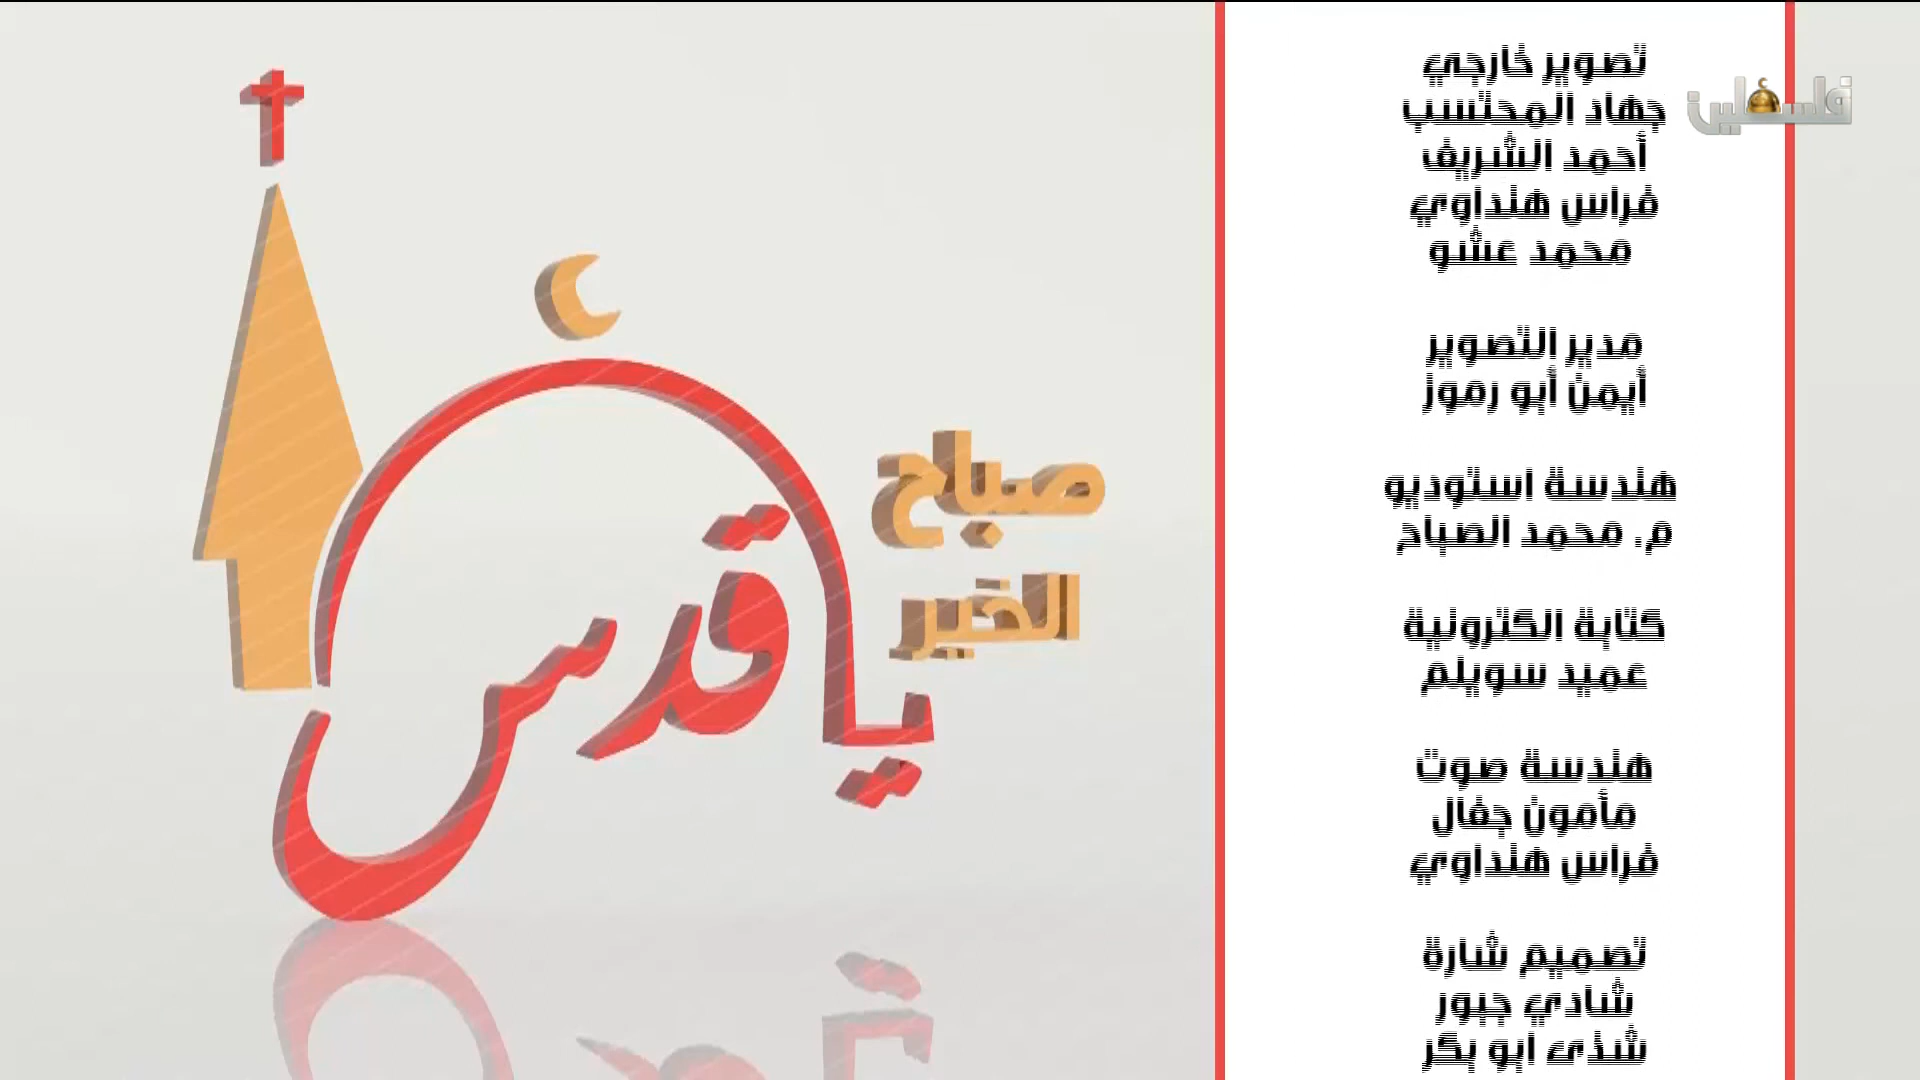 صباح
الخير
يا قدس
تصوير خارجي
جهاد المحتسب
أحمد الشريف
فراس هنداوي
محمد عشو
مدير التصوير
أيمن أبو رموز
هندسة استوديو
م. محمد الصباح
كتابة الكترونية
عميد سويلم
هندسة صوت
مأمون جفال
فراس هنداوي
تصميم شارة
شادي جبور
شذى ابو بكر
فلسطين